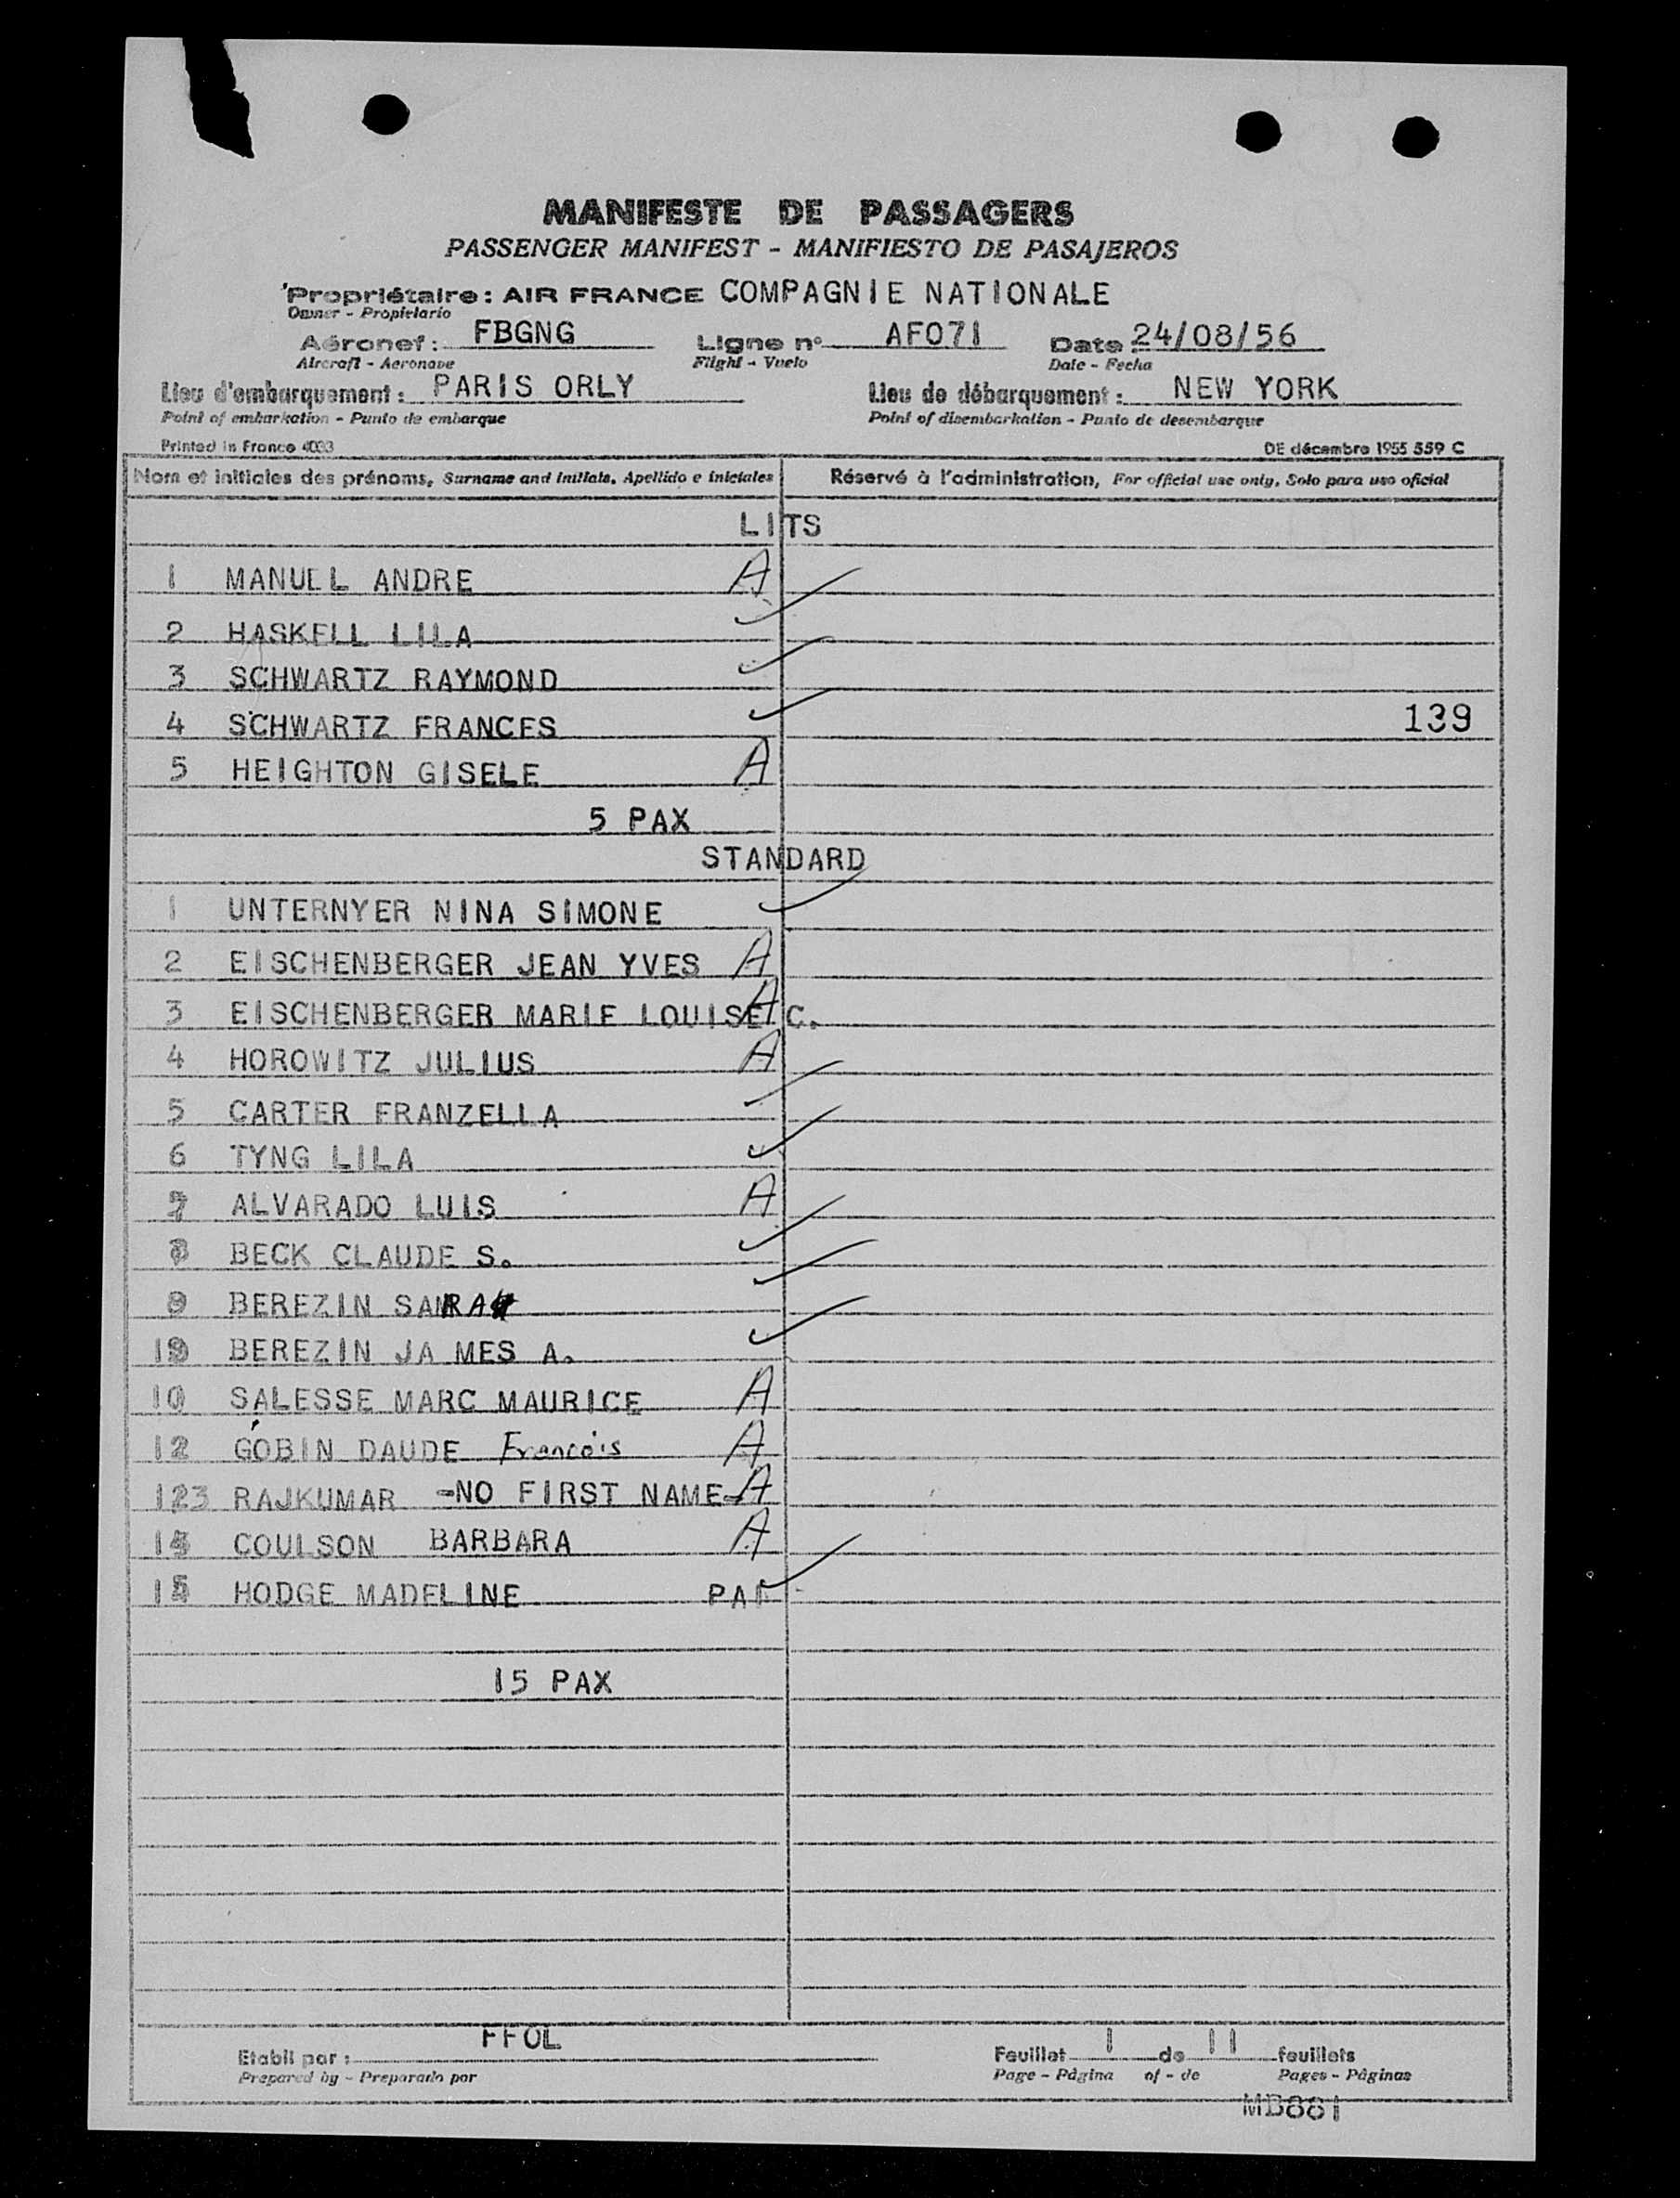 MANIFESTE DE PASSAGERS
PASSENGER MANIFEST - MANIFIESTO DE PASAJEROS
Propriétaire : AIR FRANCE COMPAGNIE NATIONALE
Owner - Propietario
Aéronef : FBGNG Ligne n° AF071 Date : 24/08/56
Aircraft - Aeronave Flight - Vuelo Date - Fecha
Lieu d'embarquement : PARIS ORLY Lieu de débarquement : NEW YORK
Point of embarkation - Punto de embarque Point of disembarkation - Punto de desembarque
Printed in France 4033 DE décembre 1955 559 C
Nom et initiales des prénoms, Surname and initials, Apellido e iniciales Réservé à l'administration, For official use only, Solo para uso oficial
LITS
1 MANUEL ANDRE A
2 HASKELL LILA
3 SCHWARTZ RAYMOND
4 SCHWARTZ FRANCES 139
5 HEIGHTON GISELE A
5 PAX
STANDARD
1 UNTERNYER NINA SIMONE
2 EISCHENBERGER JEAN YVES A
3 EISCHENBERGER MARIE LOUISE C. A
4 HOROWITZ JULIUS A
5 CARTER FRANZELLA
6 TYNG LILA
7 ALVARADO LUIS A
8 BECK CLAUDE S.
9 BEREZIN
BEREZIN JA MES A.
SALESSE MARC MAURICE A
12 GOBIN DAUDE François A
RAJKUMAR -NO FIRST NAME- A
14 COULSON BARBARA A
15 HODGE MADELINE
15 PAX
FFOL
Etabli par : Feuillet 1 de 11 feuillets
Prepared by - Preparado por Page - Página of - de Pages - Páginas
MB881